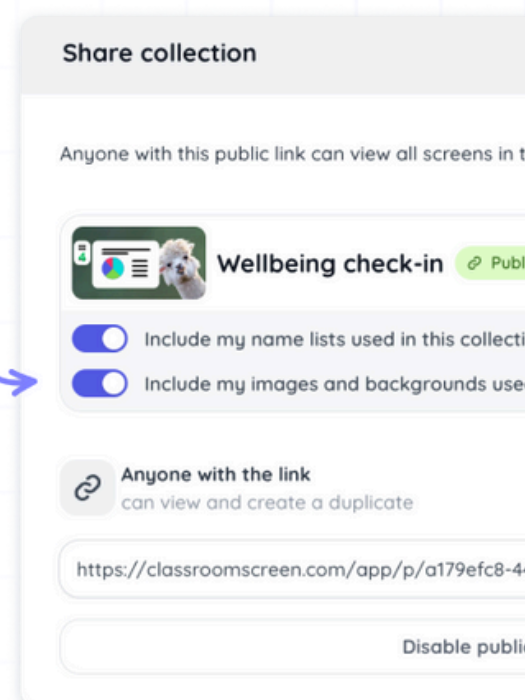 Share collection
Anyone with this public link can view all screens in t
4
Wellbeing check-in
Publ
Include my name lists used in this collecti
Include my images and backgrounds use
Anyone with the link
can view and create a duplicate
https://classroomscreen.com/app/p/a179efc8-4
Disable publi